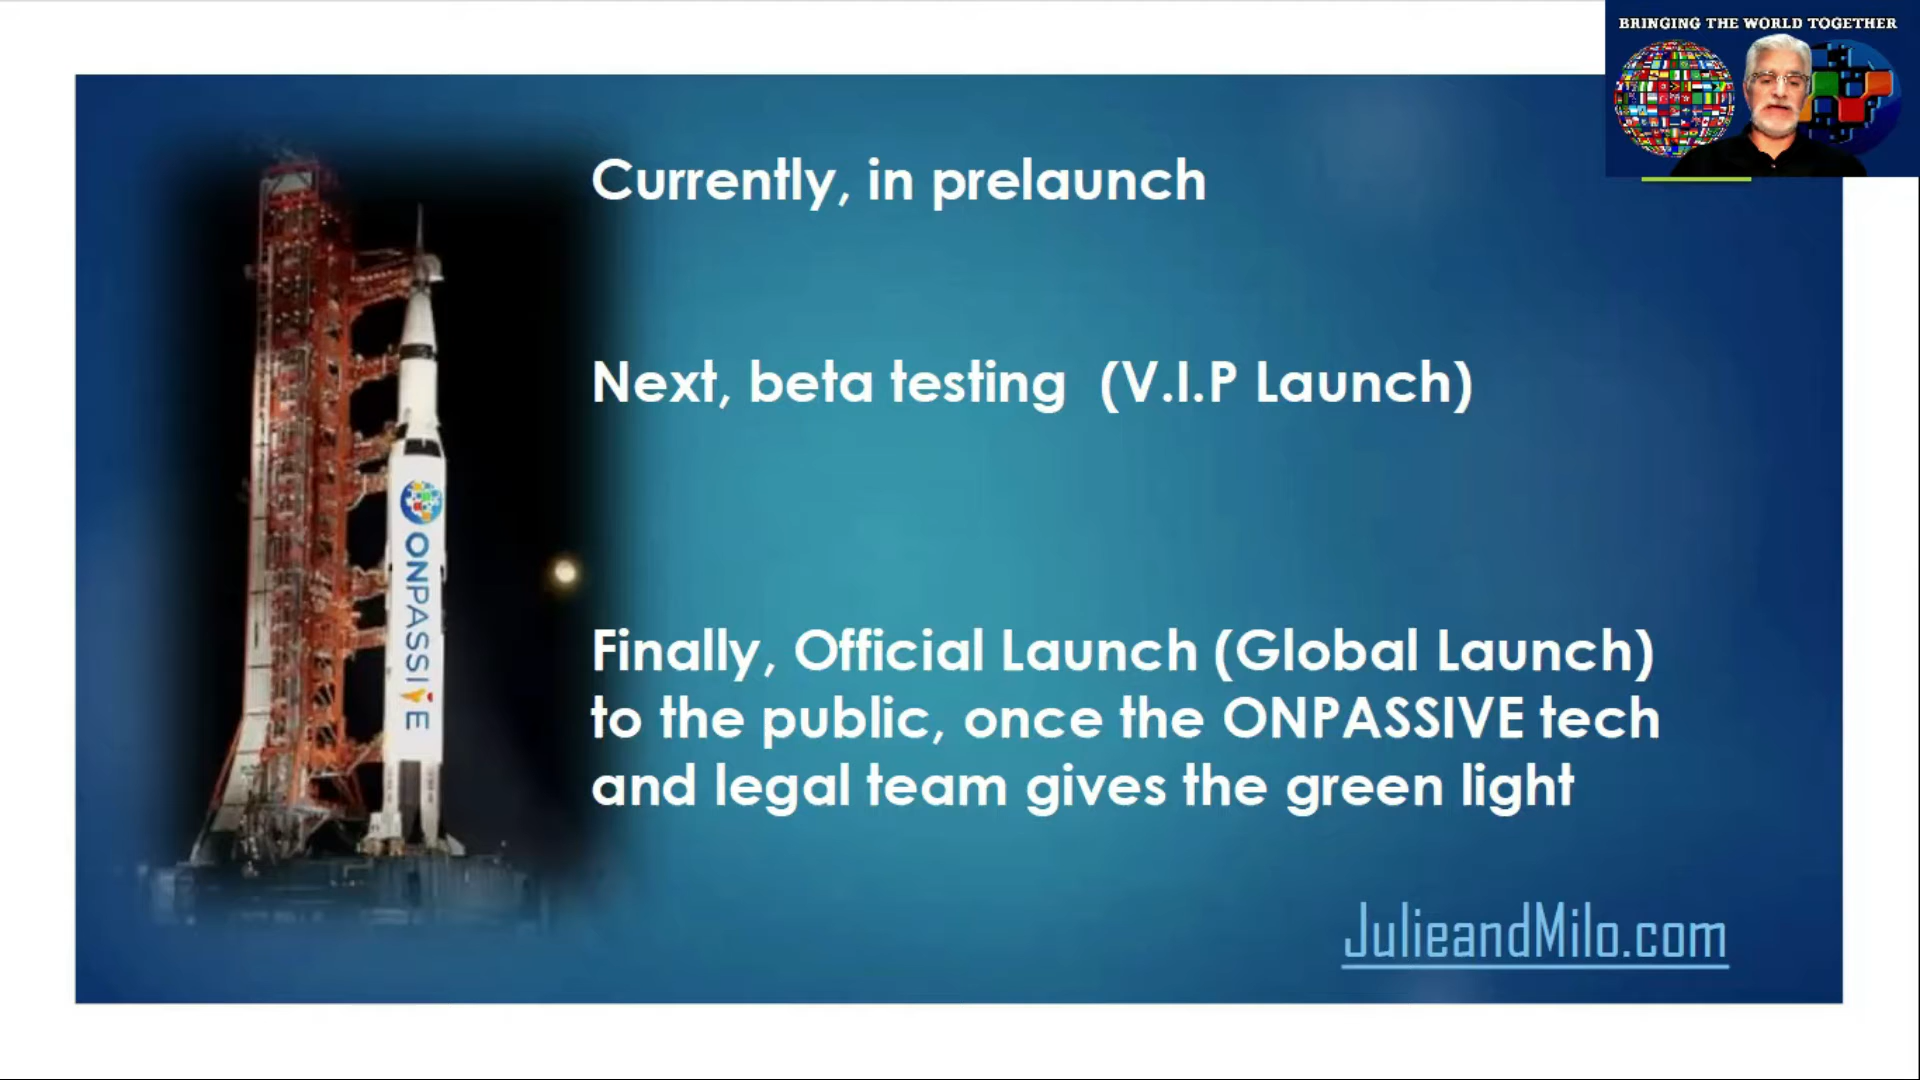 BRINGING THE WORLD TOGETHER
Currently, in prelaunch
Next, beta testing (V.I.P Launch)
ONPASSIVE
Finally, Official Launch (Global Launch)
to the public, once the ONPASSIVE tech
and legal team gives the green light
JulieandMilo.com